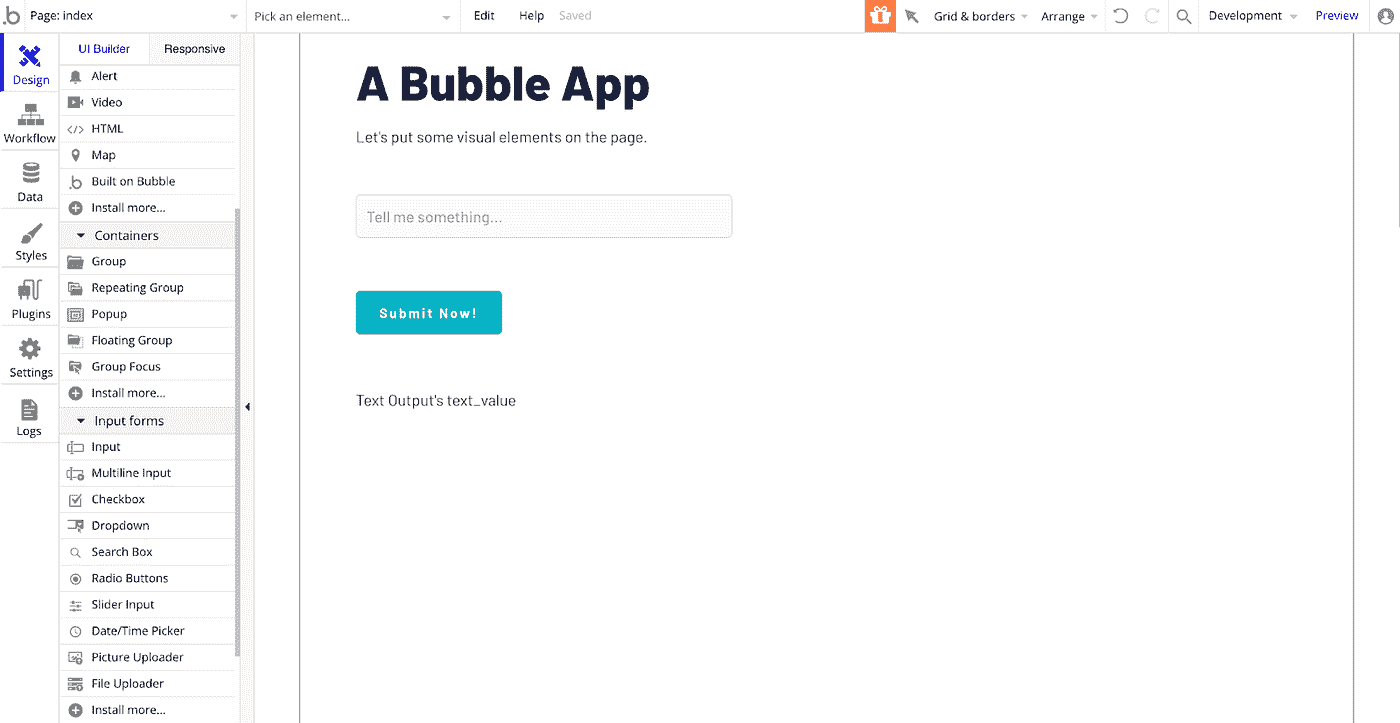 .b Page: index Pick an element... Edit Help Saved Grid & borders Arrange Development Preview
Design
Workflow
Data
Styles
Plugins
Settings
Logs
UI Builder Responsive
Alert
Video
</> HTML
Map
Built on Bubble
Install more...
Containers
Group
Repeating Group
Popup
Floating Group
Group Focus
Install more...
Input forms
Input
Multiline Input
Checkbox
Dropdown
Search Box
Radio Buttons
Slider Input
Date/Time Picker
Picture Uploader
File Uploader
Install more...
A Bubble App
Let's put some visual elements on the page.
Tell me something...
Submit Now!
Text Output's text_value